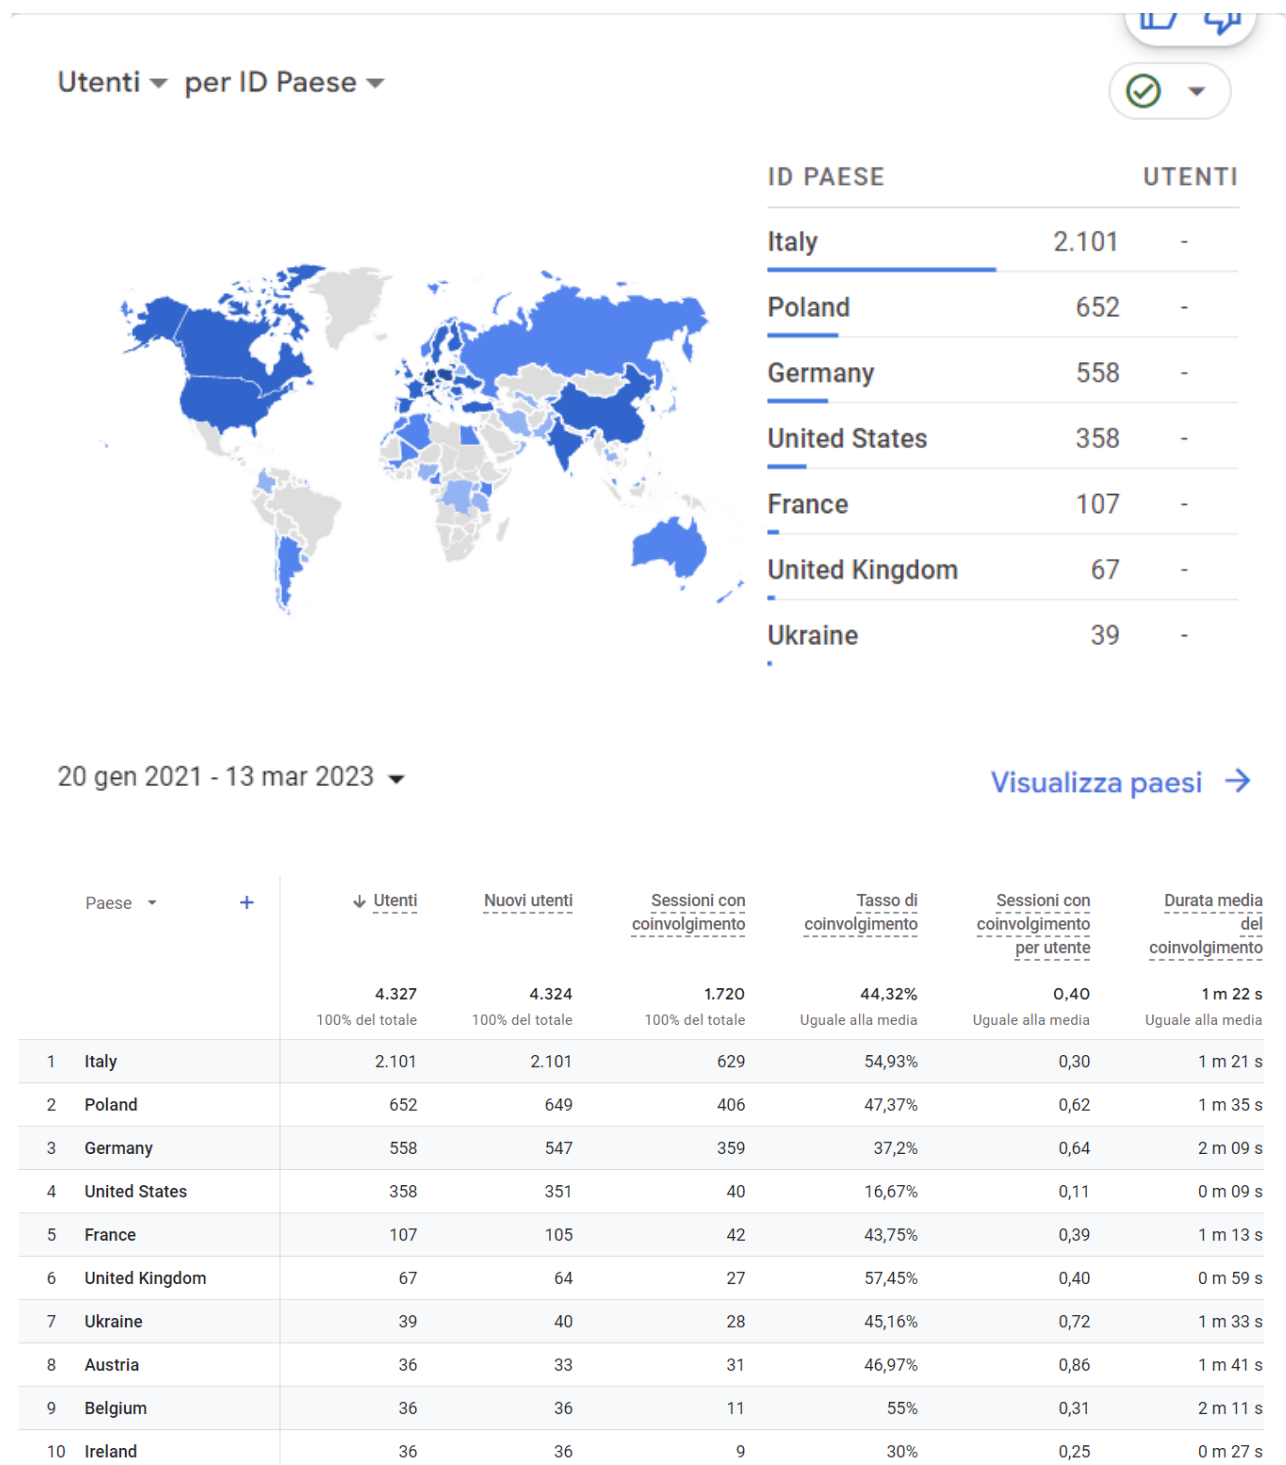 Utenti per ID Paese
ID PAESE UTENTI
Italy 2.101 -
Poland 652 -
Germany 558 -
United States 358 -
France 107 -
United Kingdom 67 -
Ukraine 39 -
20 gen 2021 - 13 mar 2023
Visualizza paesi
Paese + Utenti Nuovi utenti Sessioni con Tasso di Sessioni con Durata media
coinvolgimento coinvolgimento coinvolgimento del
per utente coinvolgimento
4.327 4.324 1.720 44,32% 0,40 1 m 22 s
100% del totale 100% del totale 100% del totale Uguale alla media Uguale alla media Uguale alla media
1 Italy 2.101 2.101 629 54,93% 0,30 1 m 21 s
2 Poland 652 649 406 47,37% 0,62 1 m 35 s
3 Germany 558 547 359 37,2% 0,64 2 m 09 s
4 United States 358 351 40 16,67% 0,11 0 m 09 s
5 France 107 105 42 43,75% 0,39 1 m 13 s
6 United Kingdom 67 64 27 57,45% 0,40 0 m 59 s
7 Ukraine 39 40 28 45,16% 0,72 1 m 33 s
8 Austria 36 33 31 46,97% 0,86 1 m 41 s
9 Belgium 36 36 11 55% 0,31 2 m 11 s
10 Ireland 36 36 9 30% 0,25 0 m 27 s